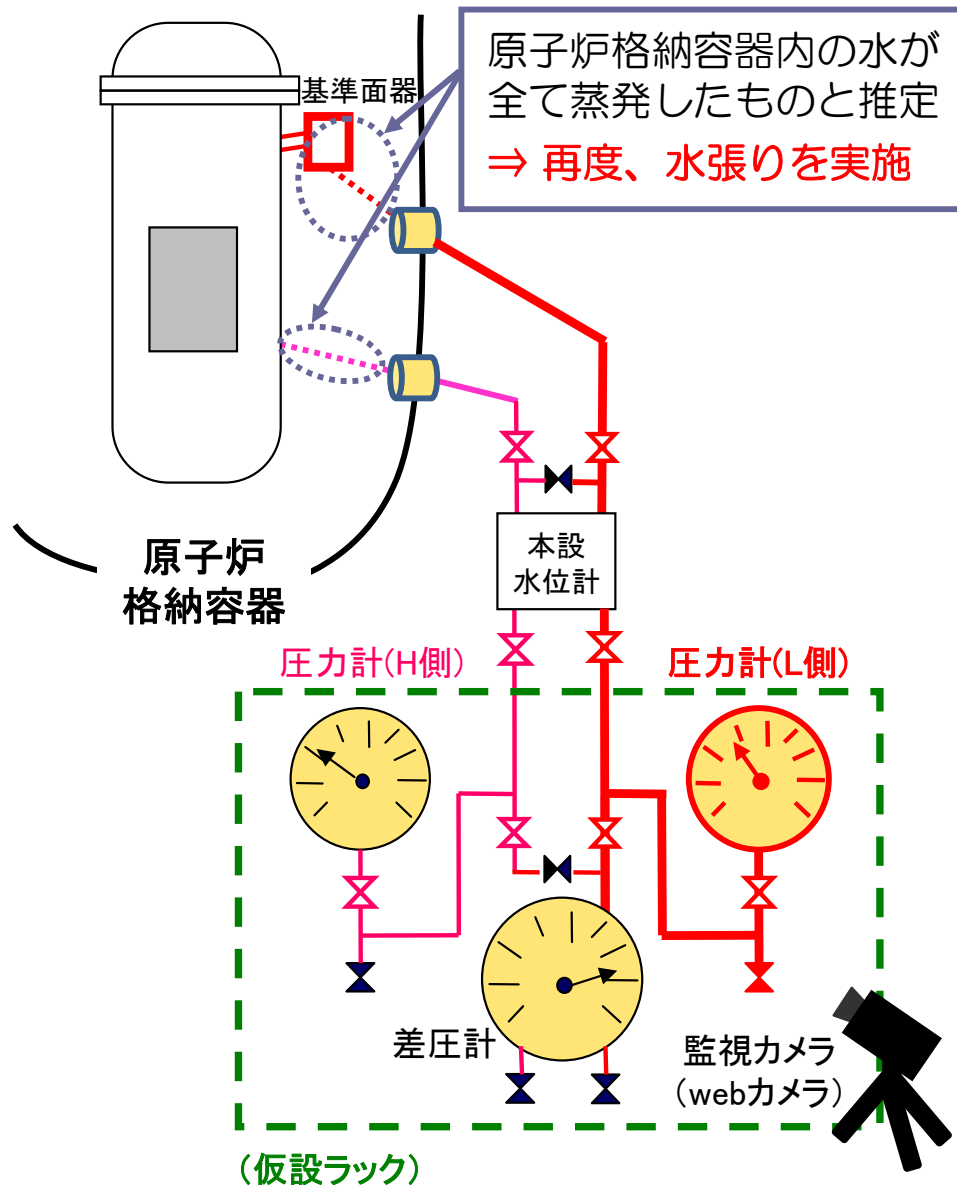 原子炉格納容器内の水が
全て蒸発したものと推定
⇒ 再度、水張りを実施
基準面器
原子炉
格納容器
本設
水位計
圧力計(H側)
圧力計(L側)
差圧計
監視カメラ
(webカメラ)
(仮設ラック)